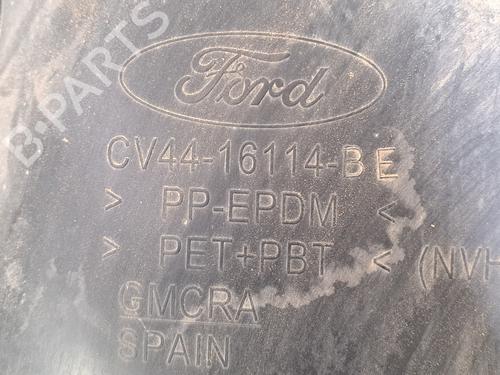 B-PARTS
Ford
CV44-16114-BE
> PP-EPDM <
> PET+PBT < (NVH
GMCRA
SPAIN